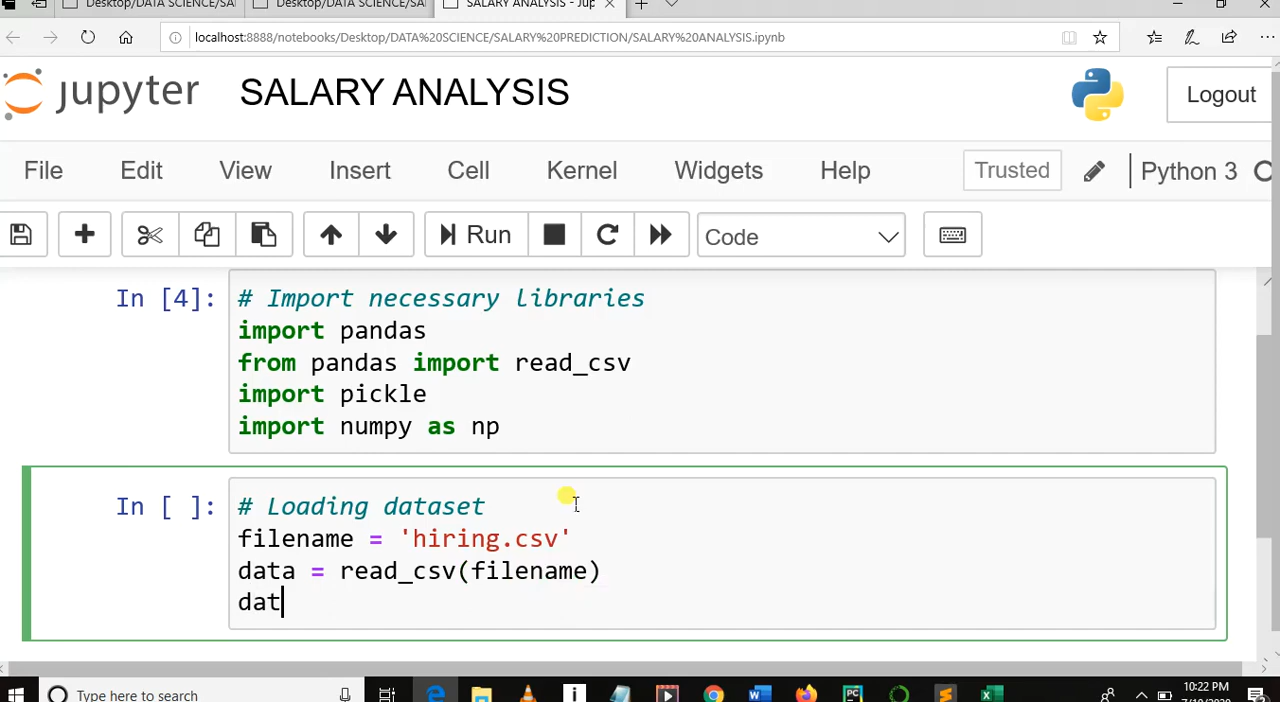 Desktop/DATA SCIENCE/SA
Desktop/DATA SCIENCE/SA
SALARY ANALYSIS - Jup
localhost:8888/notebooks/Desktop/DATA%20SCIENCE/SALARY%20PREDICTION/SALARY%20ANALYSIS.ipynb
jupyter SALARY ANALYSIS Logout
File Edit View Insert Cell Kernel Widgets Help Trusted Python 3
Run Code
In [4]: # Import necessary libraries
import pandas
from pandas import read_csv
import pickle
import numpy as np
In [ ]: # Loading dataset
filename = 'hiring.csv'
data = read_csv(filename)
dat
Type here to search
10:22 PM